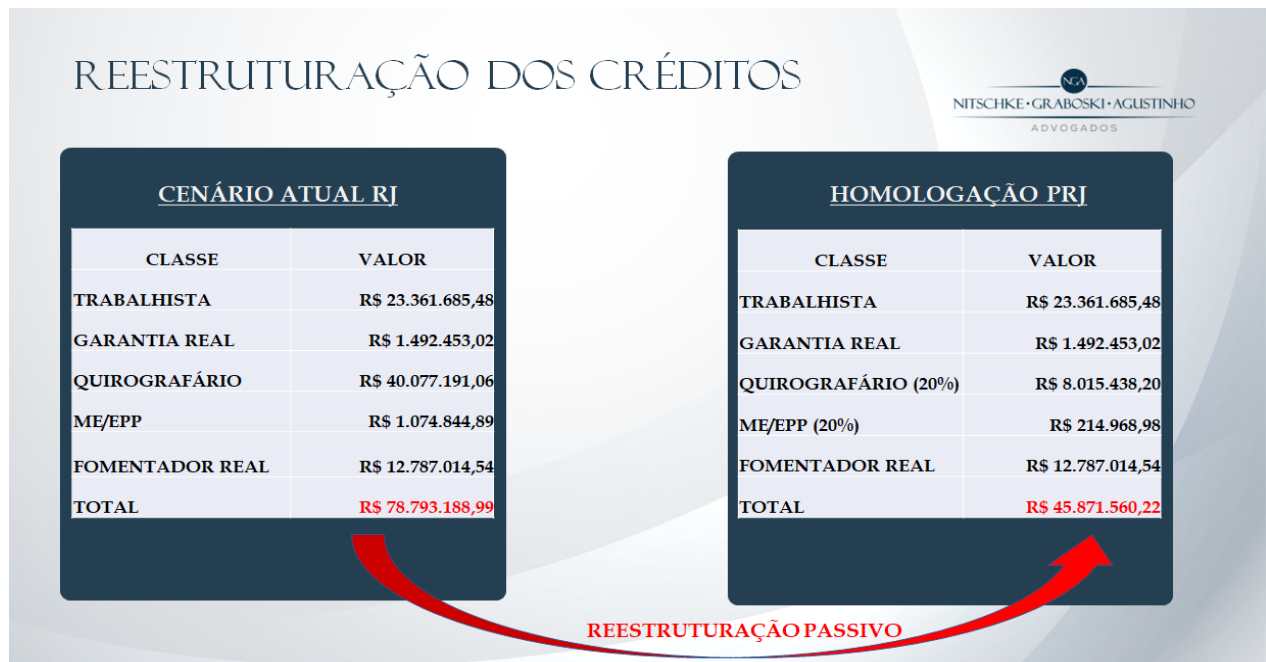 REESTRUTURAÇÃO DOS CRÉDITOS
NGA
NITSCHKE·GRABOSKI·AGUSTINHO
ADVOGADOS
CENÁRIO ATUAL RJ
CLASSE VALOR
TRABALHISTA R$ 23.361.685,48
GARANTIA REAL R$ 1.492.453,02
QUIROGRAFÁRIO R$ 40.077.191,06
ME/EPP R$ 1.074.844,89
FOMENTADOR REAL R$ 12.787.014,54
TOTAL R$ 78.793.188,99
HOMOLOGAÇÃO PRJ
CLASSE VALOR
TRABALHISTA R$ 23.361.685,48
GARANTIA REAL R$ 1.492.453,02
QUIROGRAFÁRIO (20%) R$ 8.015.438,20
ME/EPP (20%) R$ 214.968,98
FOMENTADOR REAL R$ 12.787.014,54
TOTAL R$ 45.871.560,22
REESTRUTURAÇÃO PASSIVO